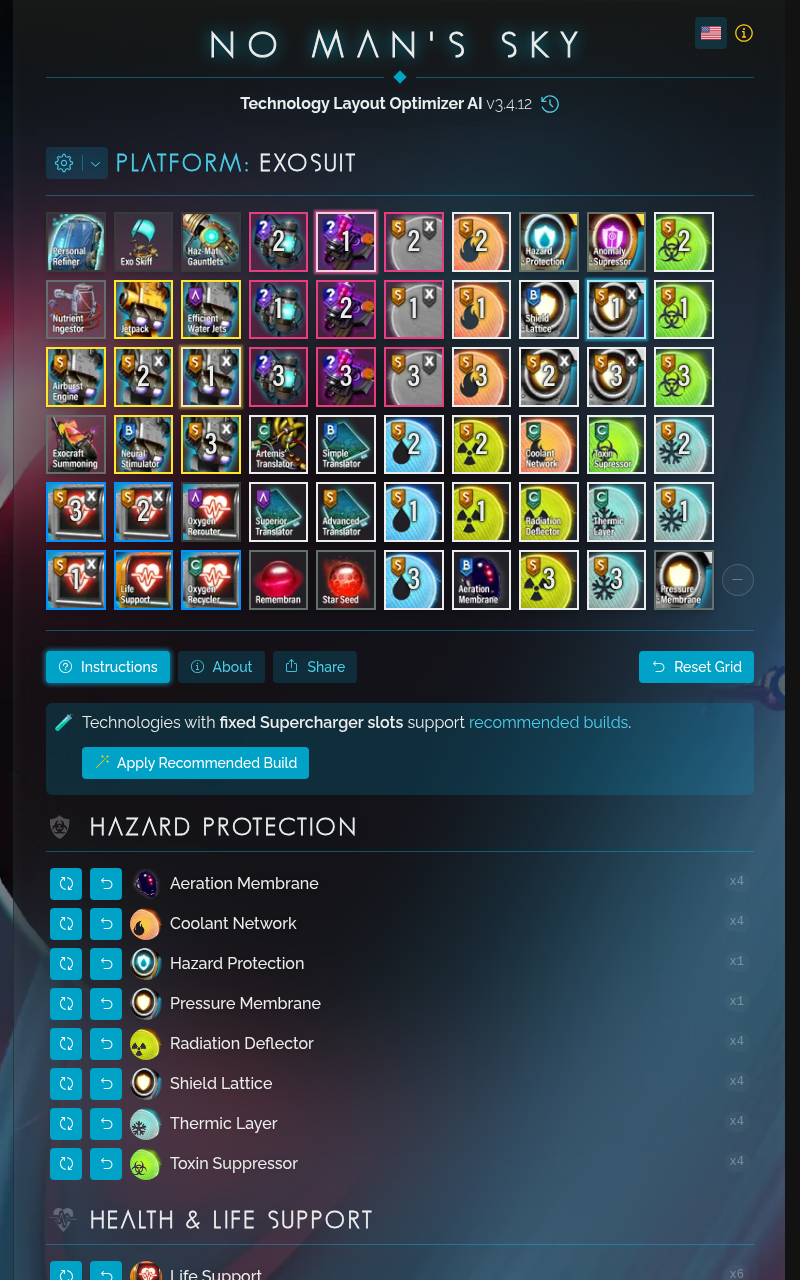 NO MAN'S SKY
Technology Layout Optimizer AI v3.4.12
PLATFORM: EXOSUIT
Personal Refiner
Exo Skiff
Haz-Mat Gauntlets
? 2
? 1
S X 2
S 2
Hazard Protection
Anomaly Supressor
S 2
Nutrient Ingestor
Jetpack
A Efficient Water Jets
? 1
? 2
S X 1
S 1
B Shield Lattice
S X 1
S 1
S Airburst Engine
S X 2
S X 1
? 3
? 3
S X 3
S 3
S X 2
S X 3
S 3
Exocraft Summoning
B Neural Stimulator
S X 3
C Artemis Translator
B Simple Translator
S 2
S 2
C Coolant Network
C Toxin Supressor
S 2
S X 3
S X 2
A X Oxygen Rerouter
A Superior Translator
S Advanced Translator
S 1
S 1
C Radiation Deflector
C Thermic Layer
S 1
S X 1
S Life Support
C X Oxygen Recycler
Remembran
Star Seed
S 3
B Aeration Membrane
S 3
S 3
Pressure Membrane
Instructions
About
Share
Reset Grid
Technologies with fixed Supercharger slots support recommended builds.
Apply Recommended Build
HAZARD PROTECTION
Aeration Membrane x4
Coolant Network x4
Hazard Protection x1
Pressure Membrane x1
Radiation Deflector x4
Shield Lattice x4
Thermic Layer x4
Toxin Suppressor x4
HEALTH & LIFE SUPPORT
Life Support x6